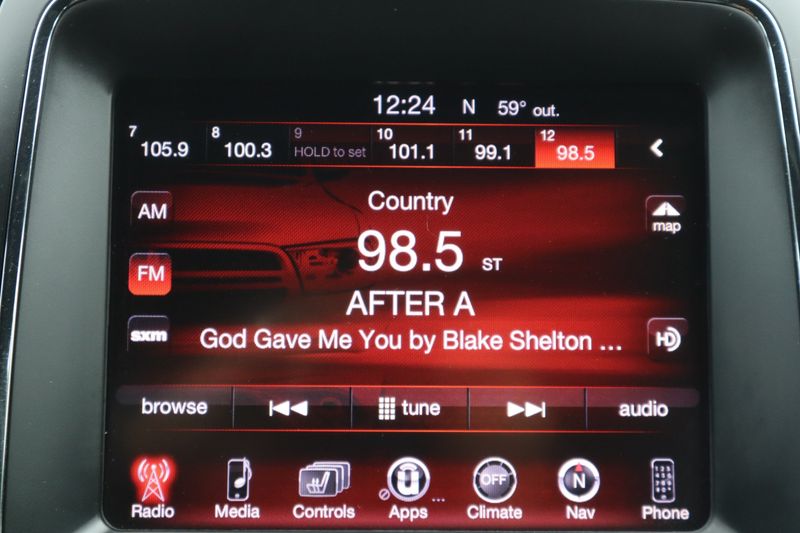 12:24 N 59° out.
7 105.9 8 100.3 9 HOLD to set 10 101.1 11 99.1 12 98.5
Country
AM
map
98.5 ST
FM
AFTER A
sxm God Gave Me You by Blake Shelton ... HD
browse tune audio
OFF N
Radio Media Controls Apps ... Climate Nav Phone